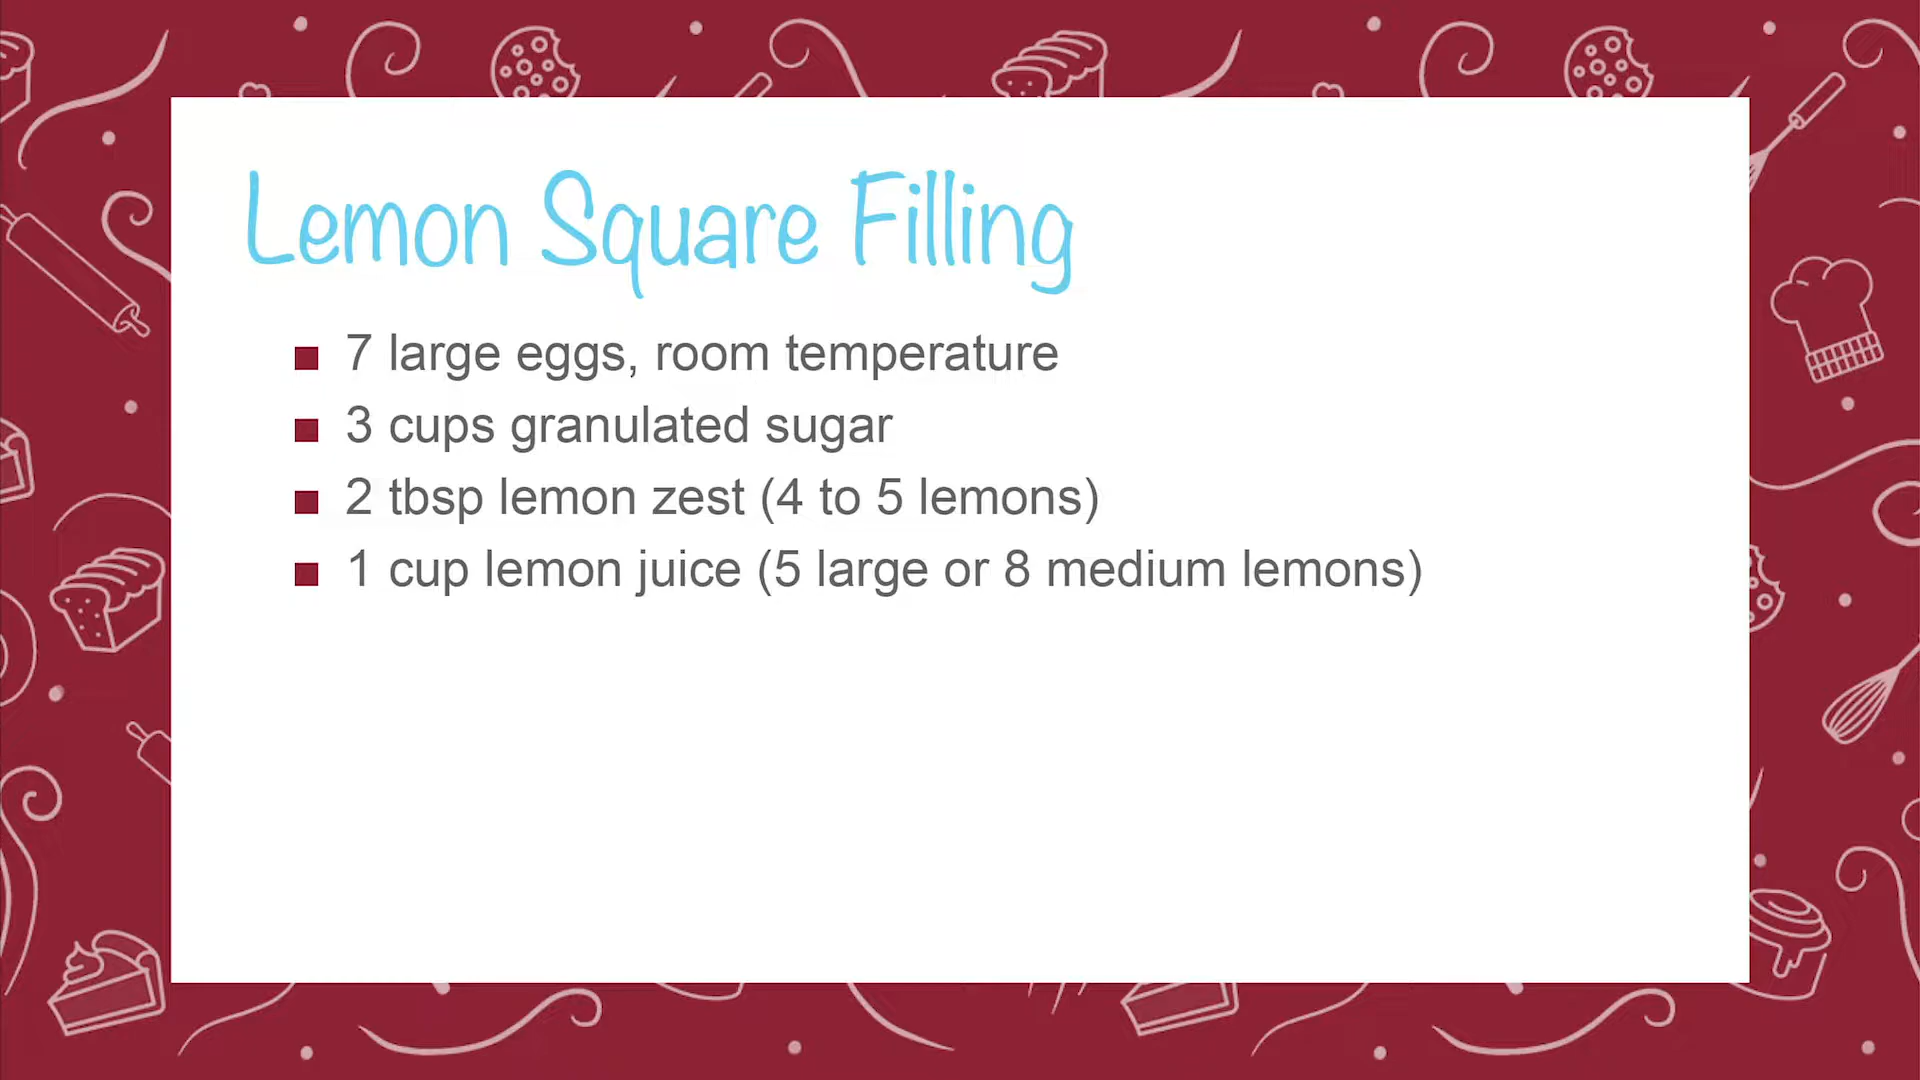 Lemon Square Filling
7 large eggs, room temperature
3 cups granulated sugar
2 tbsp lemon zest (4 to 5 lemons)
1 cup lemon juice (5 large or 8 medium lemons)